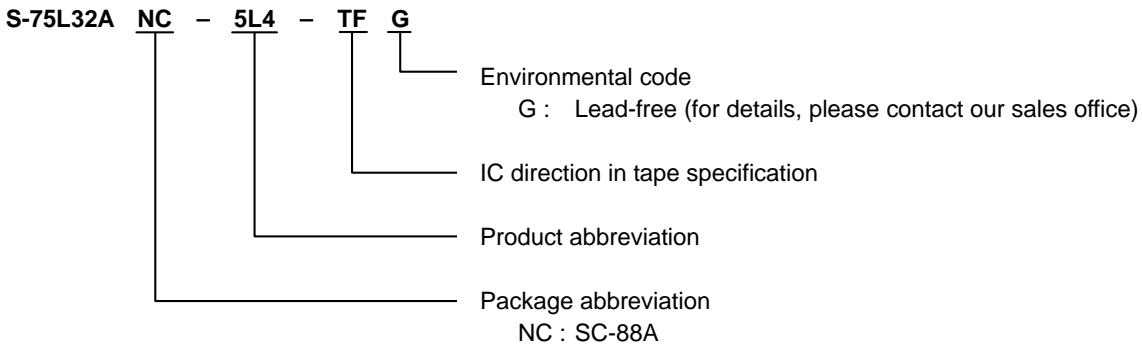 S-75L32A NC – 5L4 – TF G
Environmental code
G : Lead-free (for details, please contact our sales office)
IC direction in tape specification
Product abbreviation
Package abbreviation
NC : SC-88A